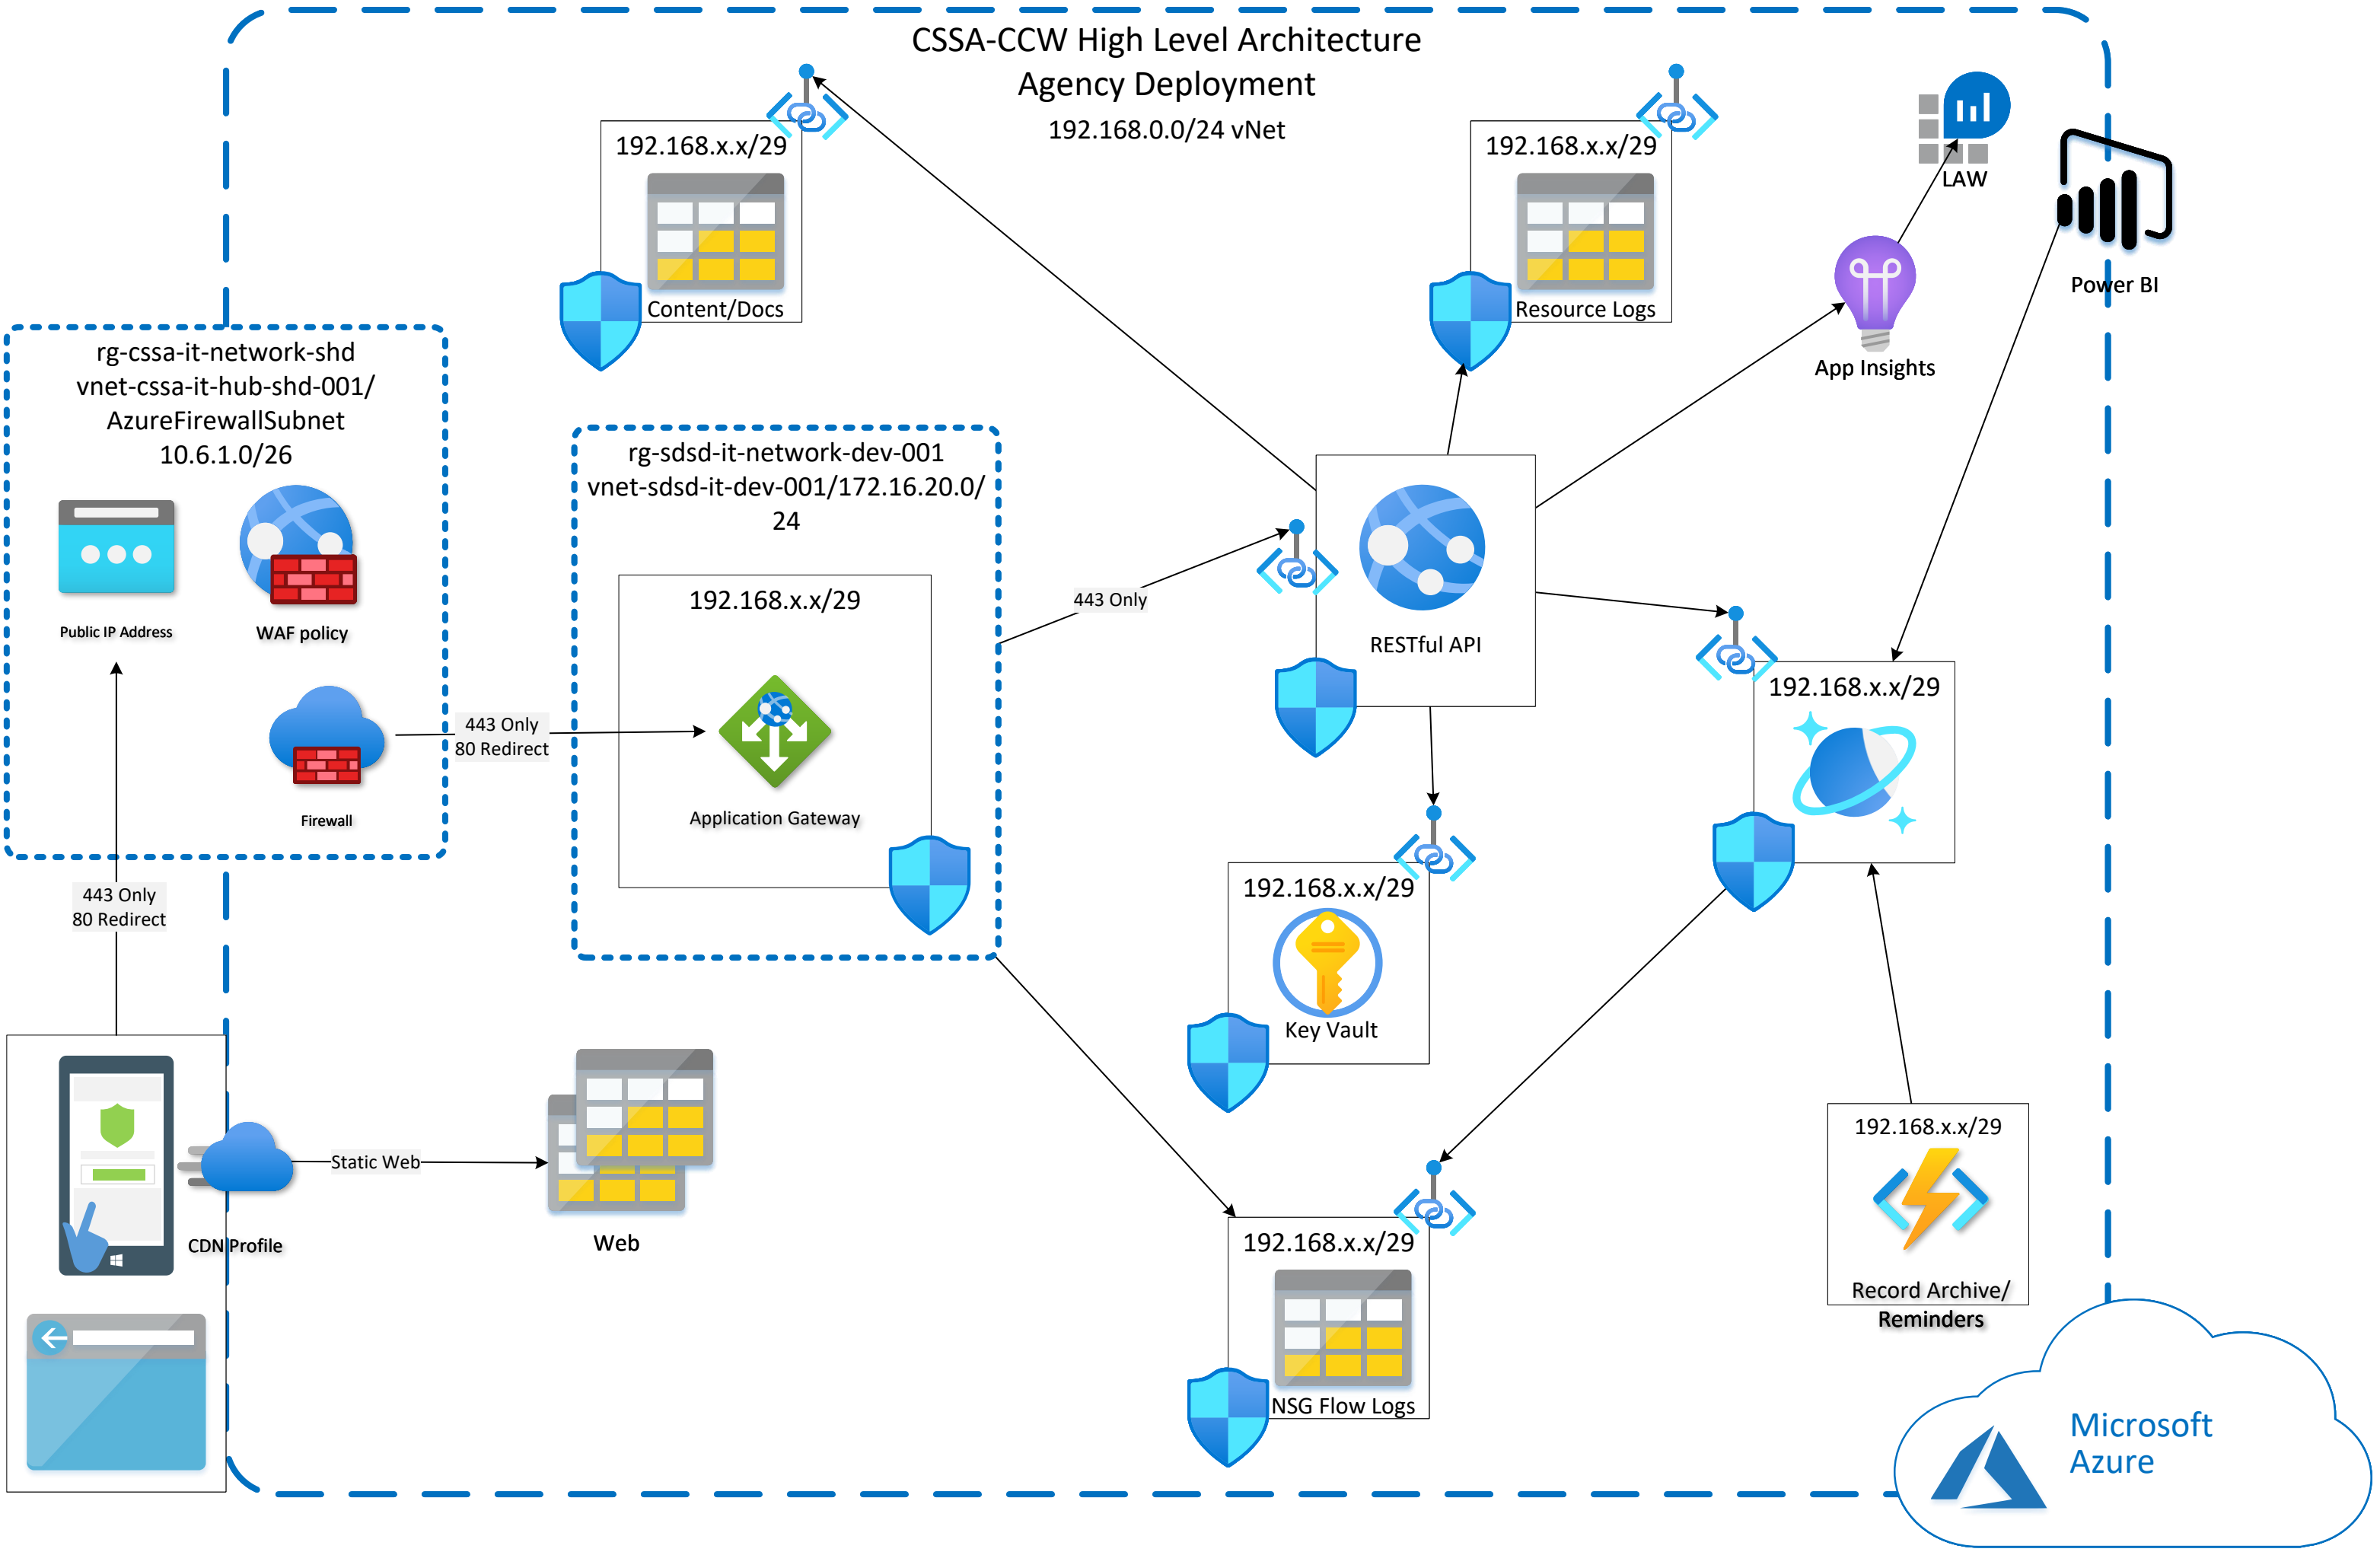 CSSA-CCW High Level Architecture
Agency Deployment
192.168.0.0/24 vNet
192.168.x.x/29
Content/Docs
192.168.x.x/29
Resource Logs
LAW
Power BI
App Insights
rg-cssa-it-network-shd
vnet-cssa-it-hub-shd-001/
AzureFirewallSubnet
10.6.1.0/26
Public IP Address
WAF policy
Firewall
443 Only
80 Redirect
rg-sdsd-it-network-dev-001
vnet-sdsd-it-dev-001/172.16.20.0/
24
192.168.x.x/29
Application Gateway
443 Only
RESTful API
192.168.x.x/29
192.168.x.x/29
Key Vault
443 Only
80 Redirect
CDN Profile
Static Web
Web
192.168.x.x/29
NSG Flow Logs
192.168.x.x/29
Record Archive/
Reminders
Microsoft
Azure